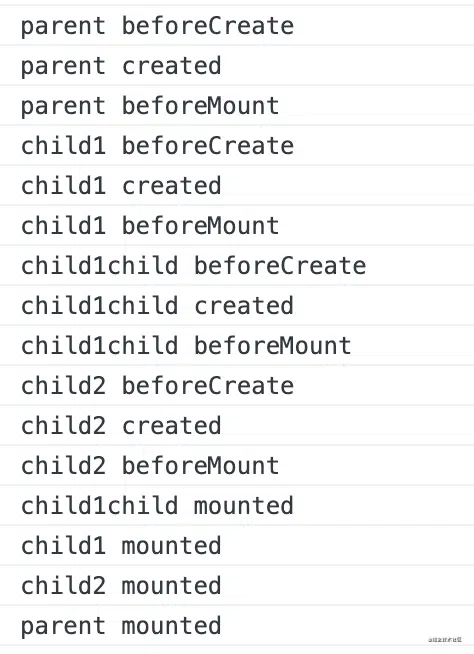 parent beforeCreate
parent created
parent beforeMount
child1 beforeCreate
child1 created
child1 beforeMount
child1child beforeCreate
child1child created
child1child beforeMount
child2 beforeCreate
child2 created
child2 beforeMount
child1child mounted
child1 mounted
child2 mounted
parent mounted